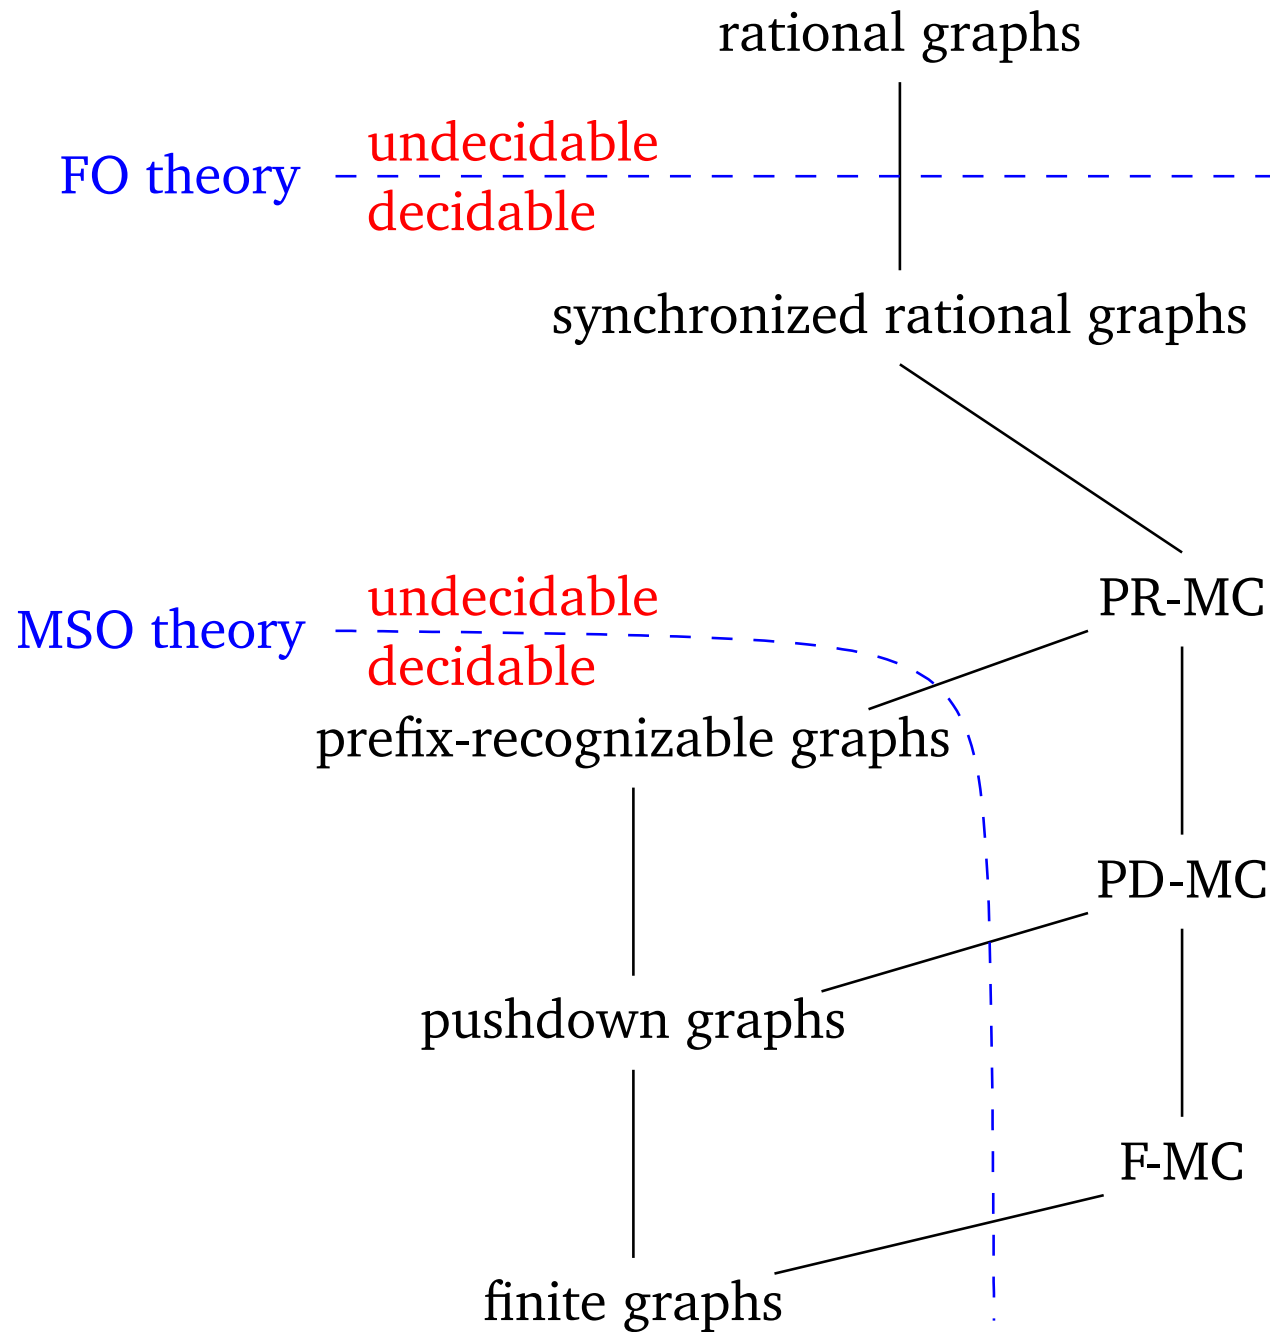 rational graphs
undecidable
FO theory
decidable
synchronized rational graphs
undecidable
PR-MC
MSO theory
decidable
prefix-recognizable graphs
PD-MC
pushdown graphs
F-MC
finite graphs